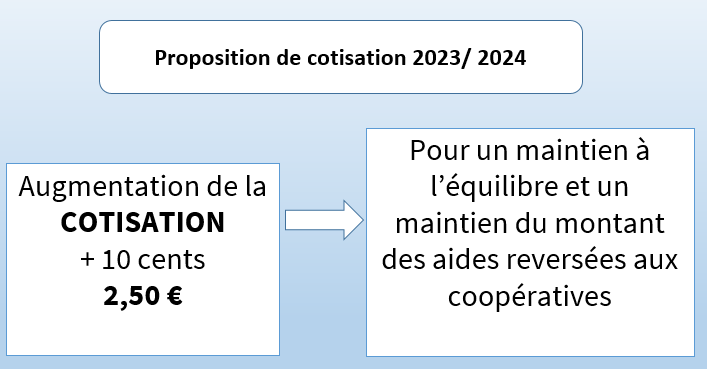 Proposition de cotisation 2023/ 2024
Augmentation de la
COTISATION
+ 10 cents
2,50 €
Pour un maintien à
l’équilibre et un
maintien du montant
des aides reversées aux
coopératives